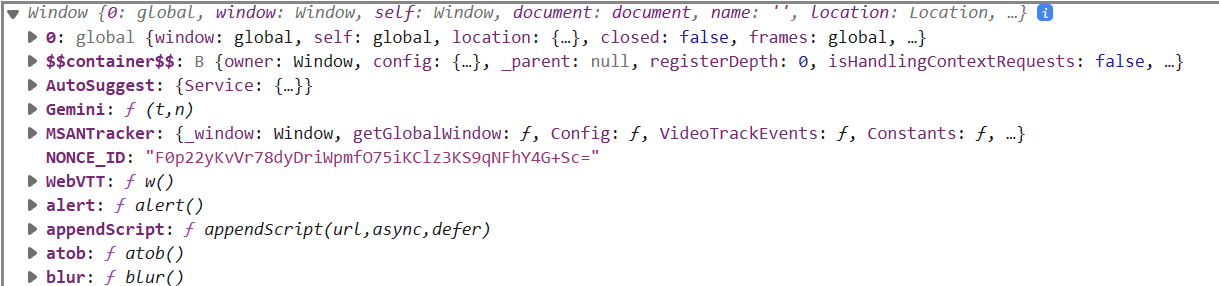 Window {0: global, window: Window, self: Window, document: document, name: '', location: Location, …} i
0: global {window: global, self: global, location: {…}, closed: false, frames: global, …}
$$container$$: B {owner: Window, config: {…}, _parent: null, registerDepth: 0, isHandlingContextRequests: false, …}
AutoSuggest: {Service: {…}}
Gemini: ƒ (t,n)
MSANTracker: {_window: Window, getGlobalWindow: ƒ, Config: ƒ, VideoTrackEvents: ƒ, Constants: ƒ, …}
NONCE_ID: "F0p22yKvVr78dyDriWpmfO75iKClz3KS9qNFhY4G+Sc="
WebVTT: ƒ w()
alert: ƒ alert()
appendScript: ƒ appendScript(url,async,defer)
atob: ƒ atob()
blur: ƒ blur()